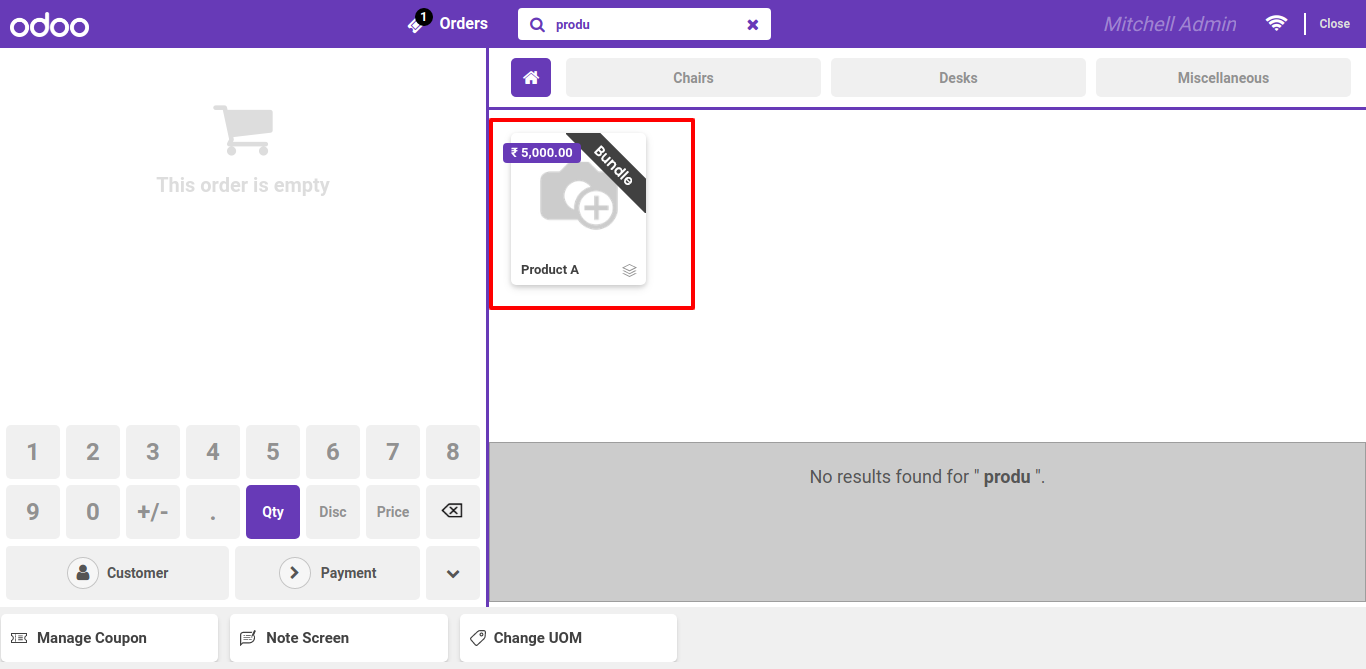 odoo
1
Orders
produ
Mitchell Admin
Close
This order is empty
Chairs
Desks
Miscellaneous
₹ 5,000.00
Bundle
Product A
No results found for " produ ".
1 2 3 4 5 6 7 8
9 0 +/- . Qty Disc Price
Customer
Payment
Manage Coupon
Note Screen
Change UOM